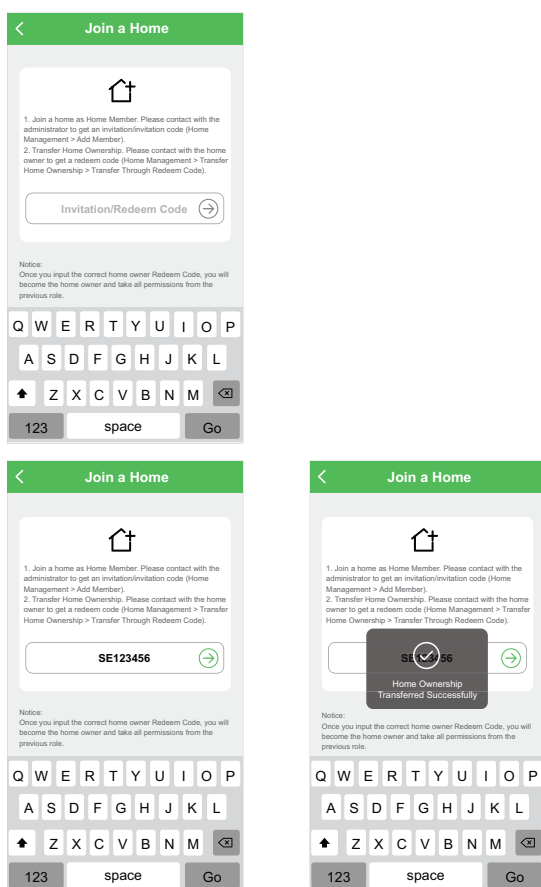 Join a Home
1. Join a home as Home Member. Please contact with the
administrator to get an invitation/invitation code (Home
Management > Add Member).
2. Transfer Home Ownership. Please contact with the home
owner to get a redeem code (Home Management > Transfer
Home Ownership > Transfer Through Redeem Code).
Invitation/Redeem Code
Notice:
Once you input the correct home owner Redeem Code, you will
become the home owner and take all permissions from the
previous role.
Q W E R T Y U I O P
A S D F G H J K L
Z X C V B N M
123 space Go
Join a Home
1. Join a home as Home Member. Please contact with the
administrator to get an invitation/invitation code (Home
Management > Add Member).
2. Transfer Home Ownership. Please contact with the home
owner to get a redeem code (Home Management > Transfer
Home Ownership > Transfer Through Redeem Code).
SE123456
Notice:
Once you input the correct home owner Redeem Code, you will
become the home owner and take all permissions from the
previous role.
Q W E R T Y U I O P
A S D F G H J K L
Z X C V B N M
123 space Go
Join a Home
1. Join a home as Home Member. Please contact with the
administrator to get an invitation/invitation code (Home
Management > Add Member).
2. Transfer Home Ownership. Please contact with the home
owner to get a redeem code (Home Management > Transfer
Home Ownership > Transfer Through Redeem Code).
SE123456
Home Ownership
Transferred Successfully
Notice:
Once you input the correct home owner Redeem Code, you will
become the home owner and take all permissions from the
previous role.
Q W E R T Y U I O P
A S D F G H J K L
Z X C V B N M
123 space Go